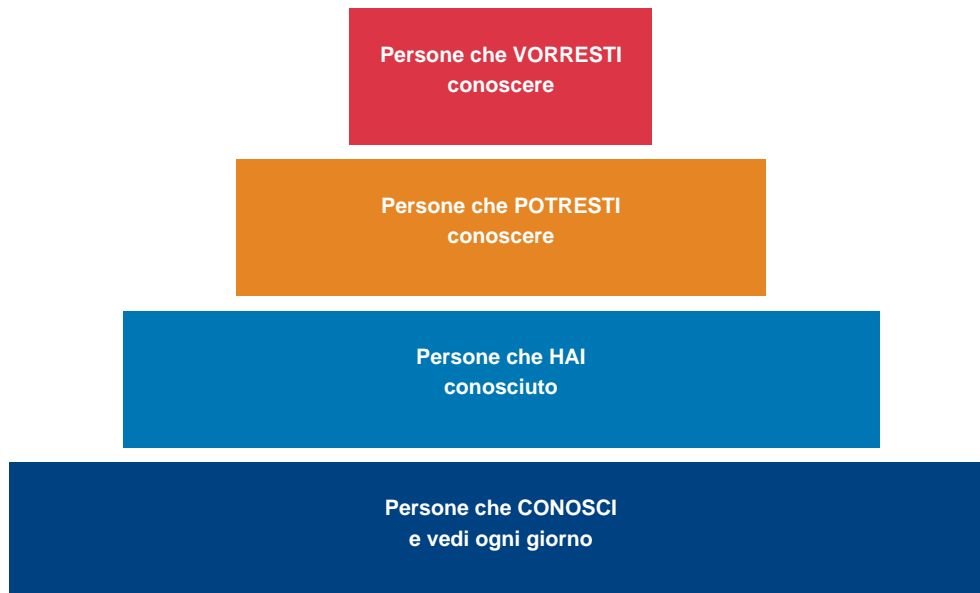 Persone che VORRESTI
conoscere
Persone che POTRESTI
conoscere
Persone che HAI
conosciuto
Persone che CONOSCI
e vedi ogni giorno